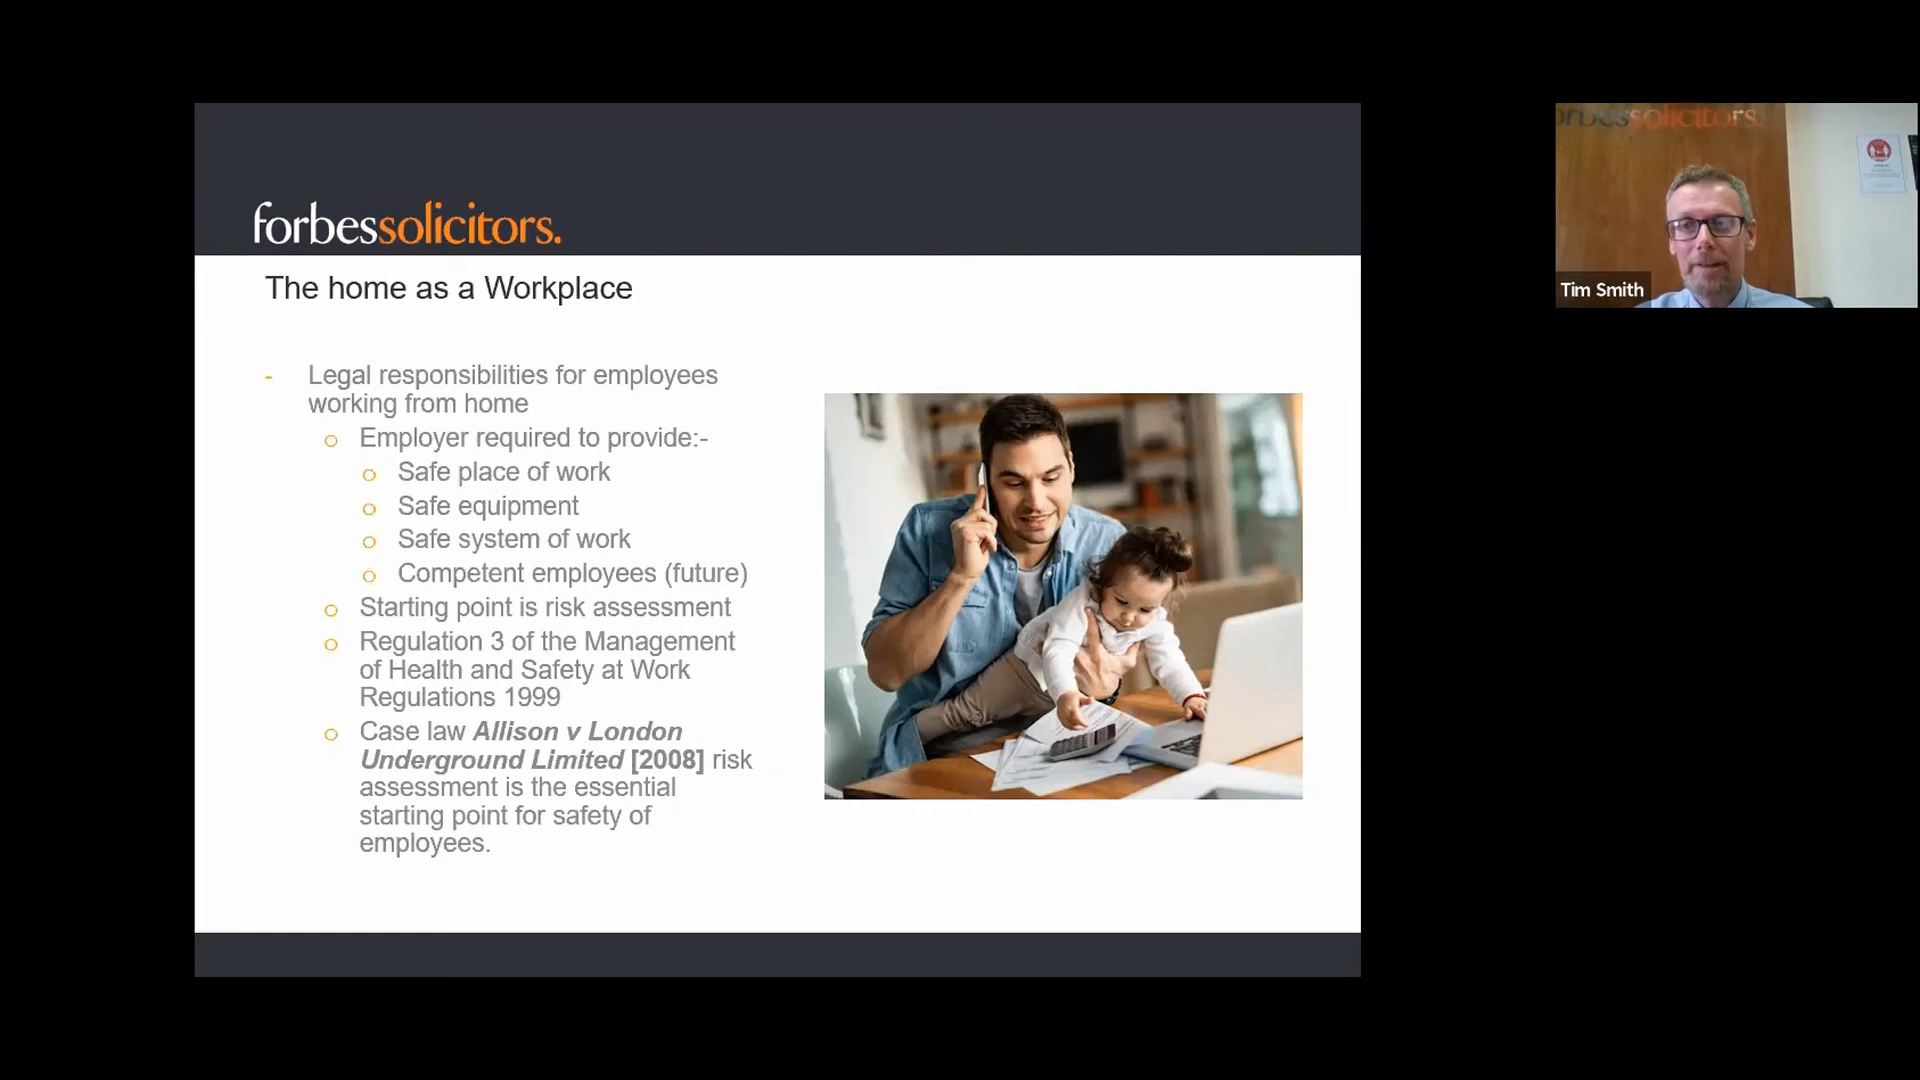 forbessolicitors.
The home as a Workplace
- Legal responsibilities for employees
working from home
o Employer required to provide:-
o Safe place of work
o Safe equipment
o Safe system of work
o Competent employees (future)
o Starting point is risk assessment
o Regulation 3 of the Management
of Health and Safety at Work
Regulations 1999
o Case law Allison v London
Underground Limited [2008] risk
assessment is the essential
starting point for safety of
employees.
orbessolicitors.
Tim Smith